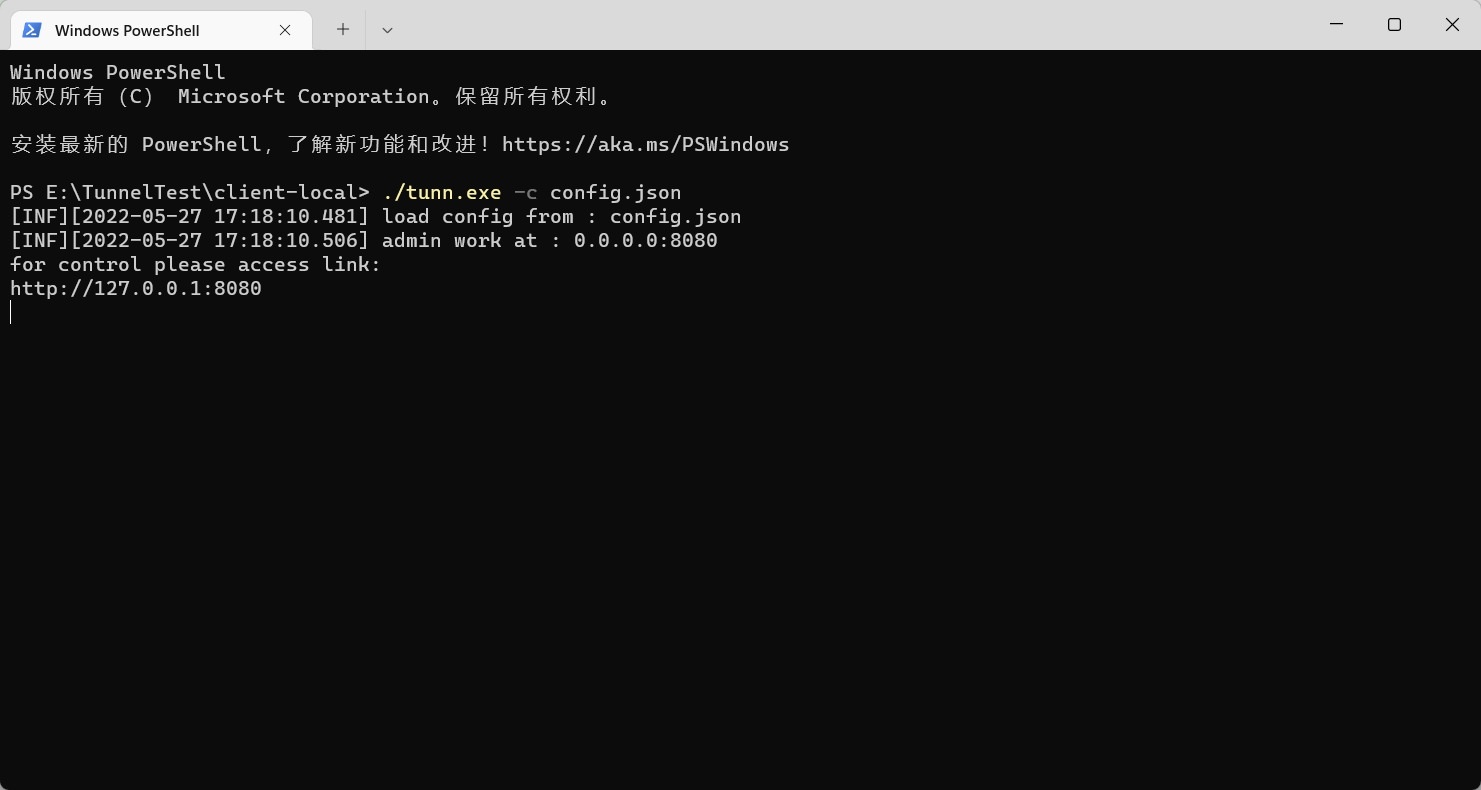 Windows PowerShell
Windows PowerShell
版权所有 (C) Microsoft Corporation。保留所有权利。
安装最新的 PowerShell，了解新功能和改进！https://aka.ms/PSWindows
PS E:\TunnelTest\client-local> ./tunn.exe -c config.json
[INF][2022-05-27 17:18:10.481] load config from : config.json
[INF][2022-05-27 17:18:10.506] admin work at : 0.0.0.0:8080
for control please access link:
http://127.0.0.1:8080